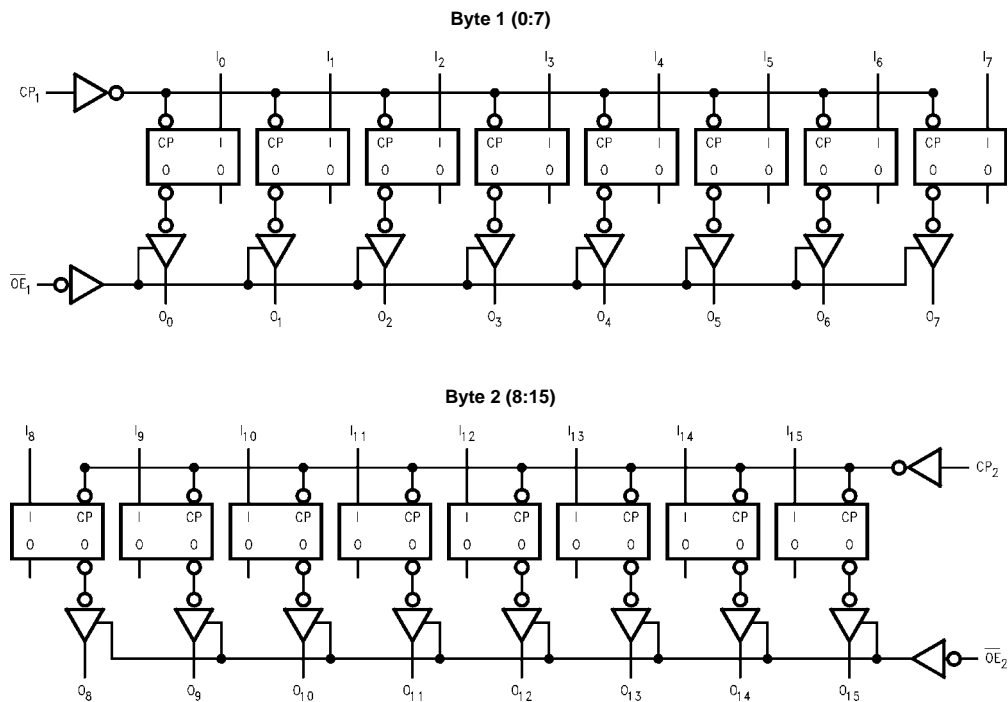 Byte 1 (0:7)
I0 I1 I2 I3 I4 I5 I6 I7
CP1
CP I CP I CP I CP I CP I CP I CP I CP I
O O O O O O O O O O O O O O O O
OE1
O0 O1 O2 O3 O4 O5 O6 O7
Byte 2 (8:15)
I8 I9 I10 I11 I12 I13 I14 I15
CP2
I CP I CP I CP I CP I CP I CP I CP I CP
O O O O O O O O O O O O O O O O
OE2
O8 O9 O10 O11 O12 O13 O14 O15